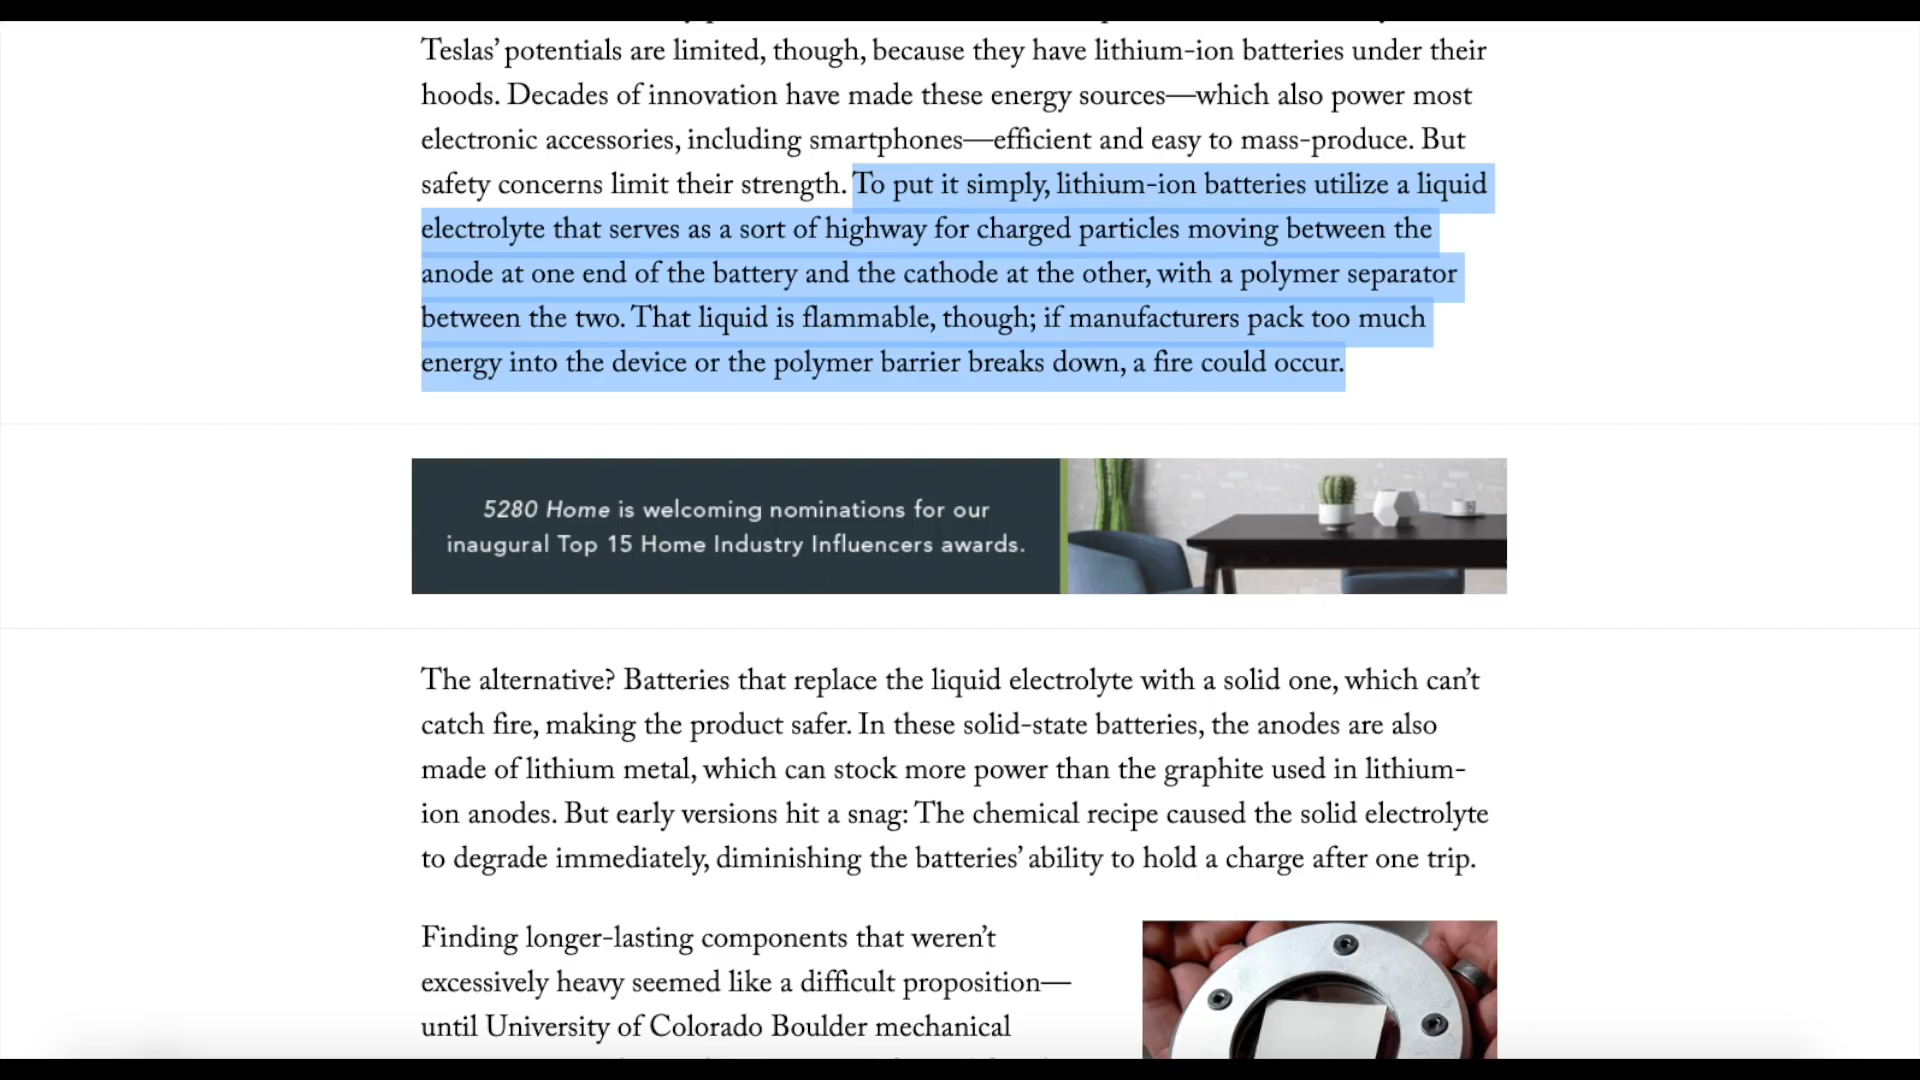 Teslas’ potentials are limited, though, because they have lithium-ion batteries under their
hoods. Decades of innovation have made these energy sources—which also power most
electronic accessories, including smartphones—efficient and easy to mass-produce. But
safety concerns limit their strength. To put it simply, lithium-ion batteries utilize a liquid
electrolyte that serves as a sort of highway for charged particles moving between the
anode at one end of the battery and the cathode at the other, with a polymer separator
between the two. That liquid is flammable, though; if manufacturers pack too much
energy into the device or the polymer barrier breaks down, a fire could occur.
5280 Home is welcoming nominations for our
inaugural Top 15 Home Industry Influencers awards.
The alternative? Batteries that replace the liquid electrolyte with a solid one, which can’t
catch fire, making the product safer. In these solid-state batteries, the anodes are also
made of lithium metal, which can stock more power than the graphite used in lithium-
ion anodes. But early versions hit a snag: The chemical recipe caused the solid electrolyte
to degrade immediately, diminishing the batteries’ ability to hold a charge after one trip.
Finding longer-lasting components that weren’t
excessively heavy seemed like a difficult proposition—
until University of Colorado Boulder mechanical